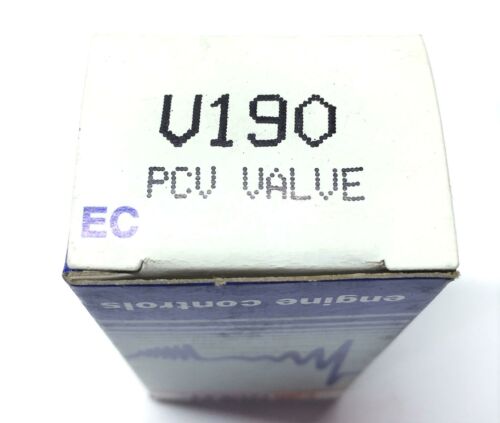 V190
PCV VALVE
EC
engine controls